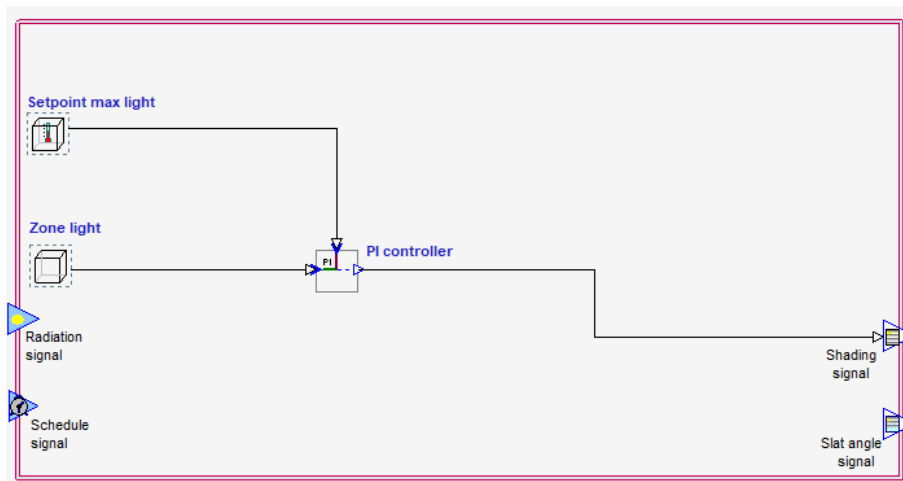 Setpoint max light
Zone light
PI
PI controller
Radiation
signal
Shading
signal
Schedule
signal
Slat angle
signal